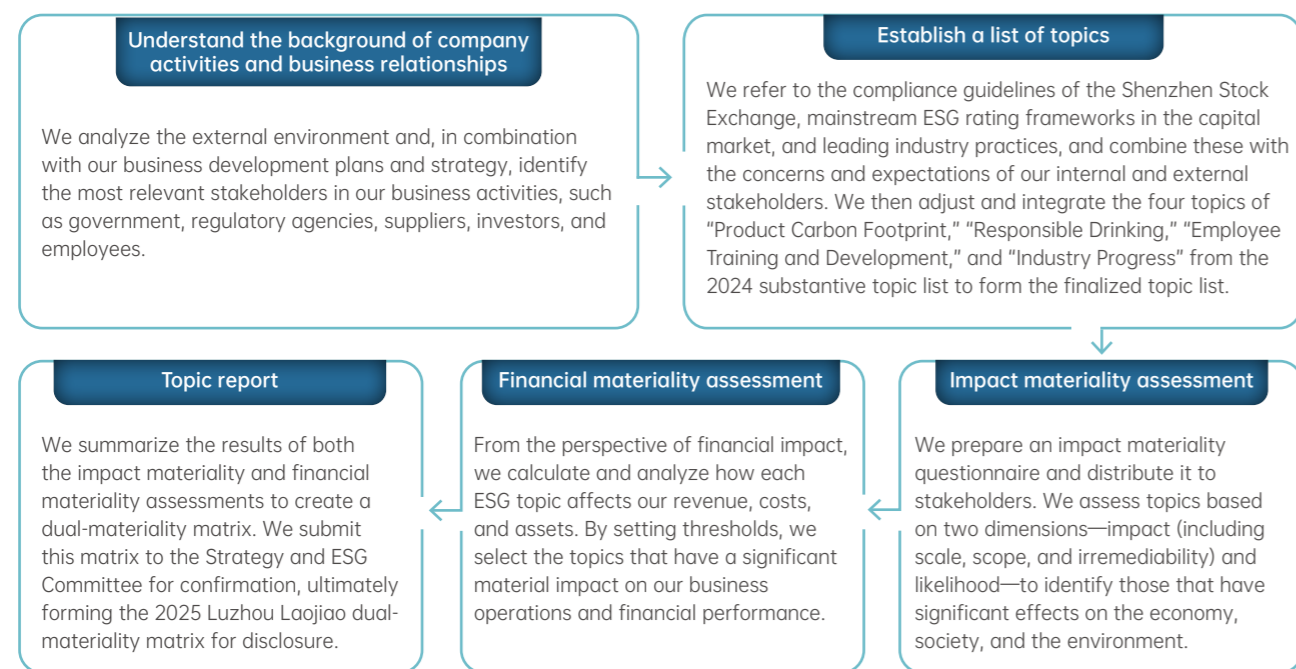 Understand the background of company
activities and business relationships
We analyze the external environment and, in combination
with our business development plans and strategy, identify
the most relevant stakeholders in our business activities, such
as government, regulatory agencies, suppliers, investors, and
employees.
Establish a list of topics
We refer to the compliance guidelines of the Shenzhen Stock
Exchange, mainstream ESG rating frameworks in the capital
market, and leading industry practices, and combine these with
the concerns and expectations of our internal and external
stakeholders. We then adjust and integrate the four topics of
“Product Carbon Footprint,” “Responsible Drinking,” “Employee
Training and Development,” and “Industry Progress” from the
2024 substantive topic list to form the finalized topic list.
Impact materiality assessment
We prepare an impact materiality
questionnaire and distribute it to
stakeholders. We assess topics based
on two dimensions—impact (including
scale, scope, and irremediability) and
likelihood—to identify those that have
significant effects on the economy,
society, and the environment.
Financial materiality assessment
From the perspective of financial impact,
we calculate and analyze how each
ESG topic affects our revenue, costs,
and assets. By setting thresholds, we
select the topics that have a significant
material impact on our business
operations and financial performance.
Topic report
We summarize the results of both
the impact materiality and financial
materiality assessments to create a
dual-materiality matrix. We submit
this matrix to the Strategy and ESG
Committee for confirmation, ultimately
forming the 2025 Luzhou Laojiao dual-
materiality matrix for disclosure.